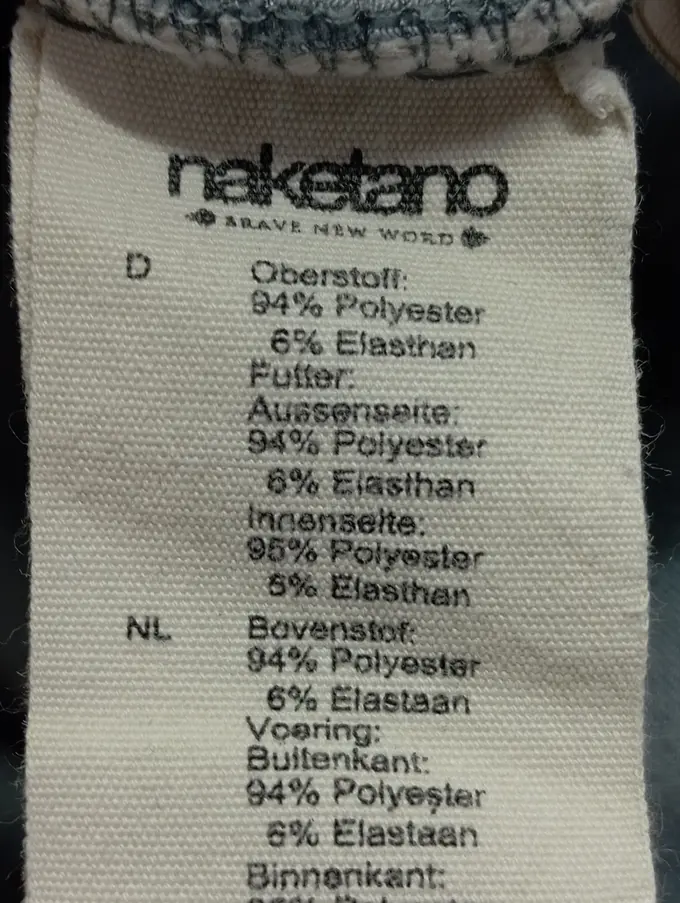 naketano
BRAVE NEW WORD
D
Oberstoff:
94% Polyester
6% Elasthan
Futter:
Aussenseite:
94% Polyester
6% Elasthan
Innenseite:
95% Polyester
5% Elasthan
NL
Bovenstof:
94% Polyester
6% Elastaan
Voering:
Buitenkant:
94% Polyester
6% Elastaan
Binnenkant: